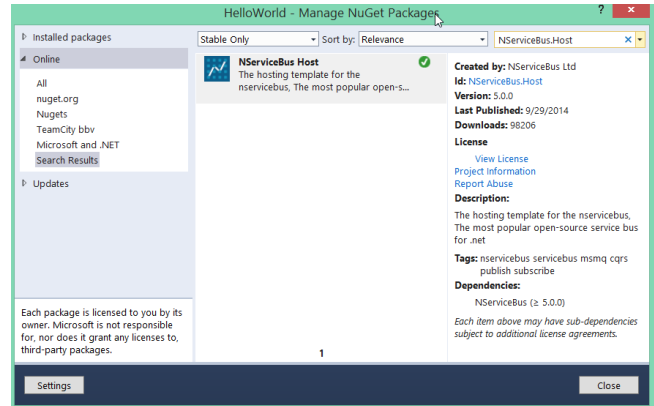 HelloWorld - Manage NuGet Packages
?
×
Installed packages
Online
All
nuget.org
Nugets
TeamCity bbv
Microsoft and .NET
Search Results
Updates
Each package is licensed to you by its
owner. Microsoft is not responsible
for, nor does it grant any licenses to,
third-party packages.
Stable Only
Sort by: Relevance
NServiceBus Host
The hosting template for the
nservicebus, The most popular open-s...
1
NServiceBus.Host
×
Created by: NServiceBus Ltd
Id: NServiceBus.Host
Version: 5.0.0
Last Published: 9/29/2014
Downloads: 98206
License
View License
Project Information
Report Abuse
Description:
The hosting template for the nservicebus,
The most popular open-source service bus
for .net
Tags: nservicebus servicebus msmq cqrs
publish subscribe
Dependencies:
NServiceBus (≥ 5.0.0)
Each item above may have sub-dependencies
subject to additional license agreements.
Settings
Close